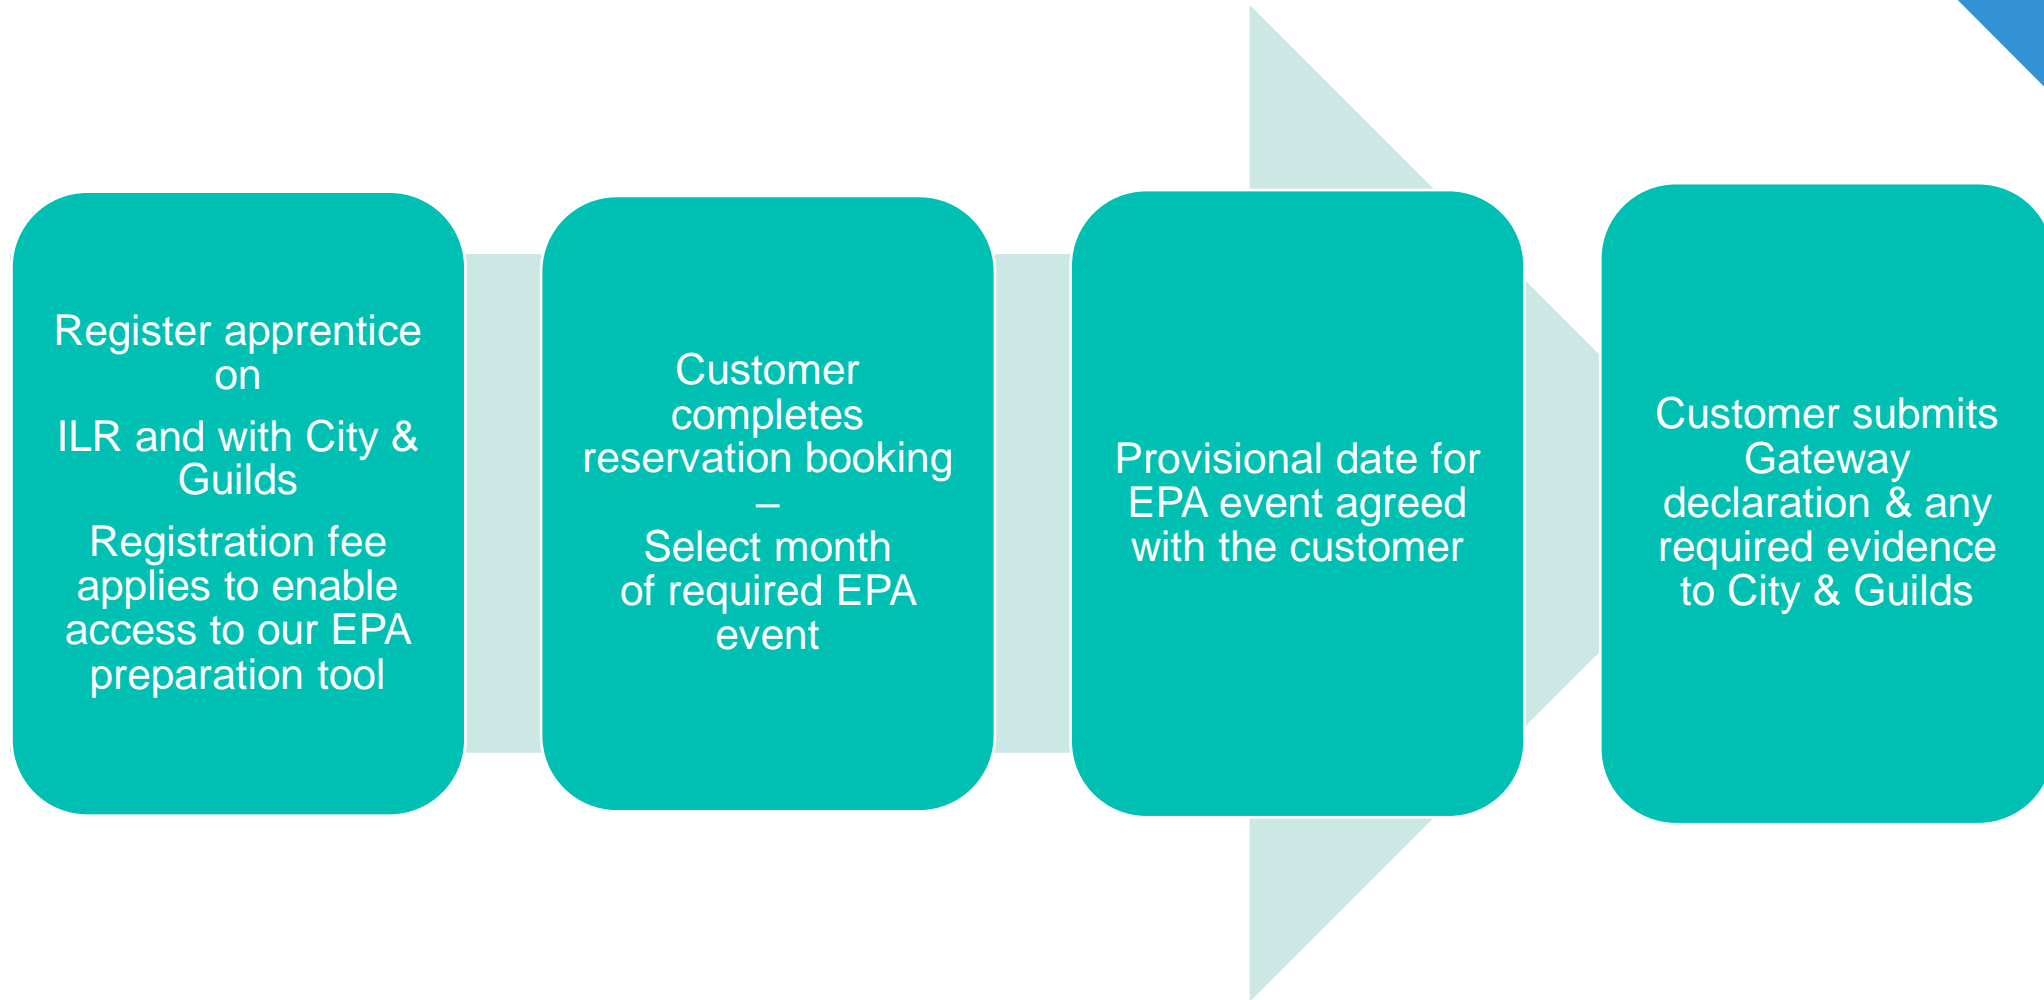 Register apprentice
on
ILR and with City &
Guilds
Registration fee
applies to enable
access to our EPA
preparation tool
Customer
completes
reservation booking
–
Select month
of required EPA
event
Provisional date for
EPA event agreed
with the customer
Customer submits
Gateway
declaration & any
required evidence
to City & Guilds